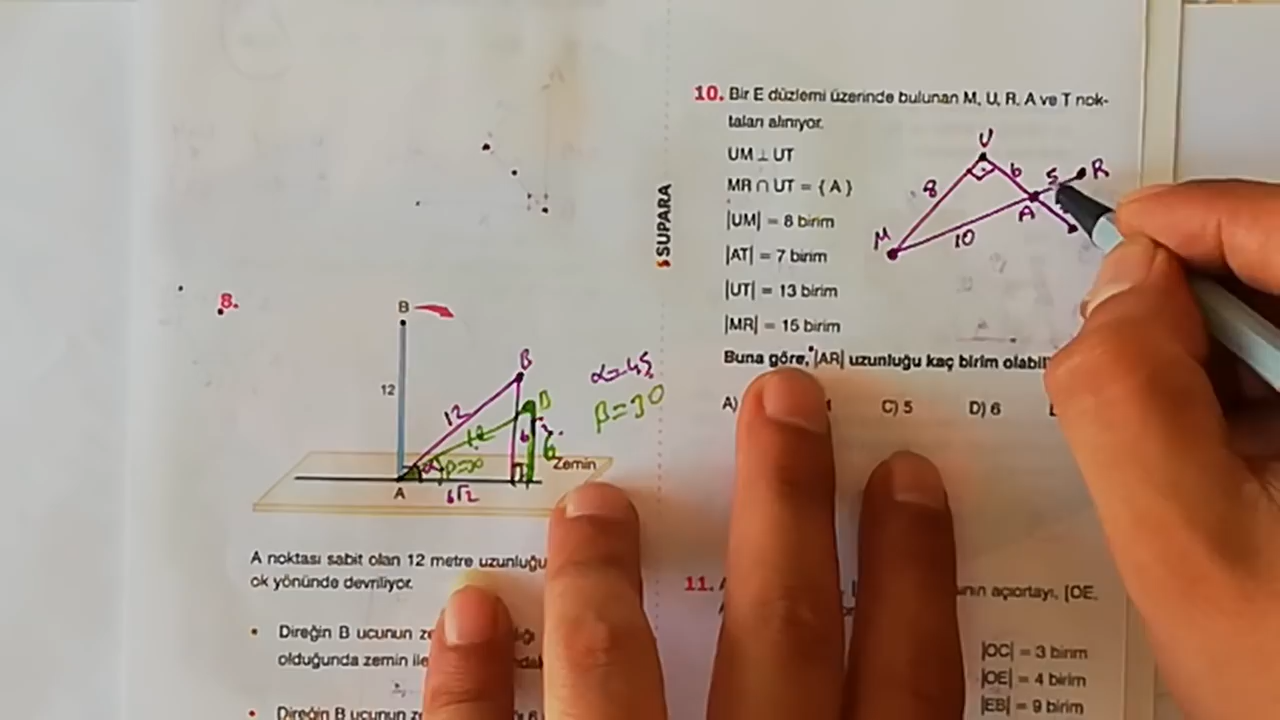 8.
B
12
B
12
B
12
6
6
α=45
β=30
β=30
α
Zemin
A
6√2
A noktası sabit olan 12 metre uzunluğu
ok yönünde devriliyor.
• Direğin B ucunun
olduğunda zemin ile
• Direğin B ucunun
SUPARA
10. Bir E düzlemi üzerinde bulunan M, U, R, A ve T nok-
taları alınıyor.
UM ⊥ UT
MR ∩ UT = { A }
|UM| = 8 birim
|AT| = 7 birim
|UT| = 13 birim
|MR| = 15 birim
Buna göre, |AR| uzunluğu kaç birim
A) C) 5 D) 6
U
8
6
5
R
A
M
10
11.
açıortayı, [OE,
|OC| = 3 birim
|OE| = 4 birim
|EB| = 9 birim